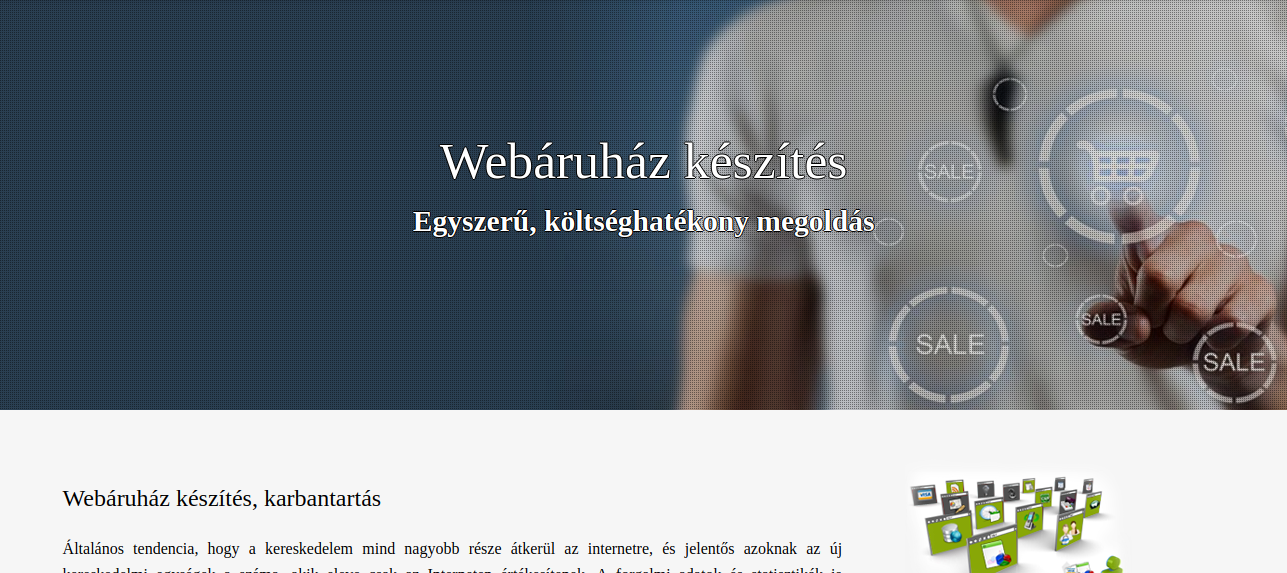 Webáruház készítés
Egyszerű, költséghatékony megoldás
SALE
SALE
SALE
SALE
Webáruház készítés, karbantartás
Általános tendencia, hogy a kereskedelem mind nagyobb része átkerül az internetre, és jelentős azoknak az új